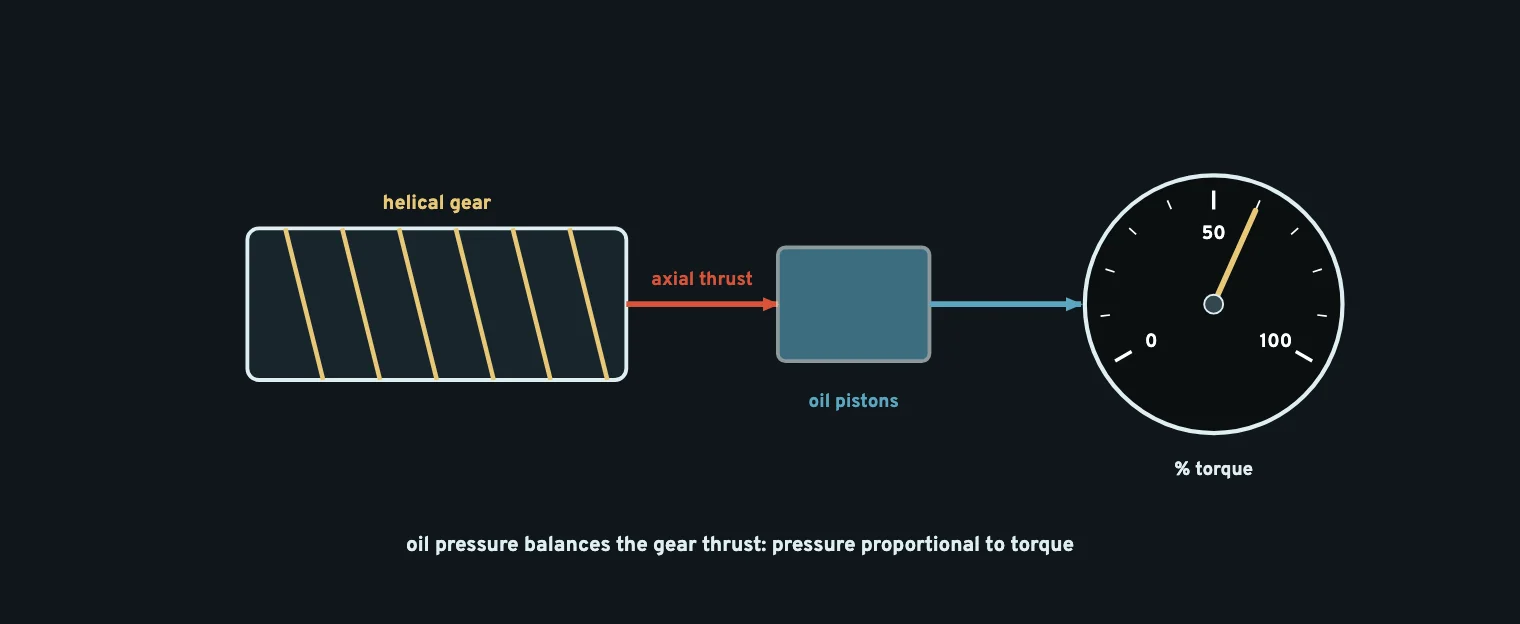 helical gear
axial thrust
oil pistons
50
0
100
% torque
oil pressure balances the gear thrust: pressure proportional to torque